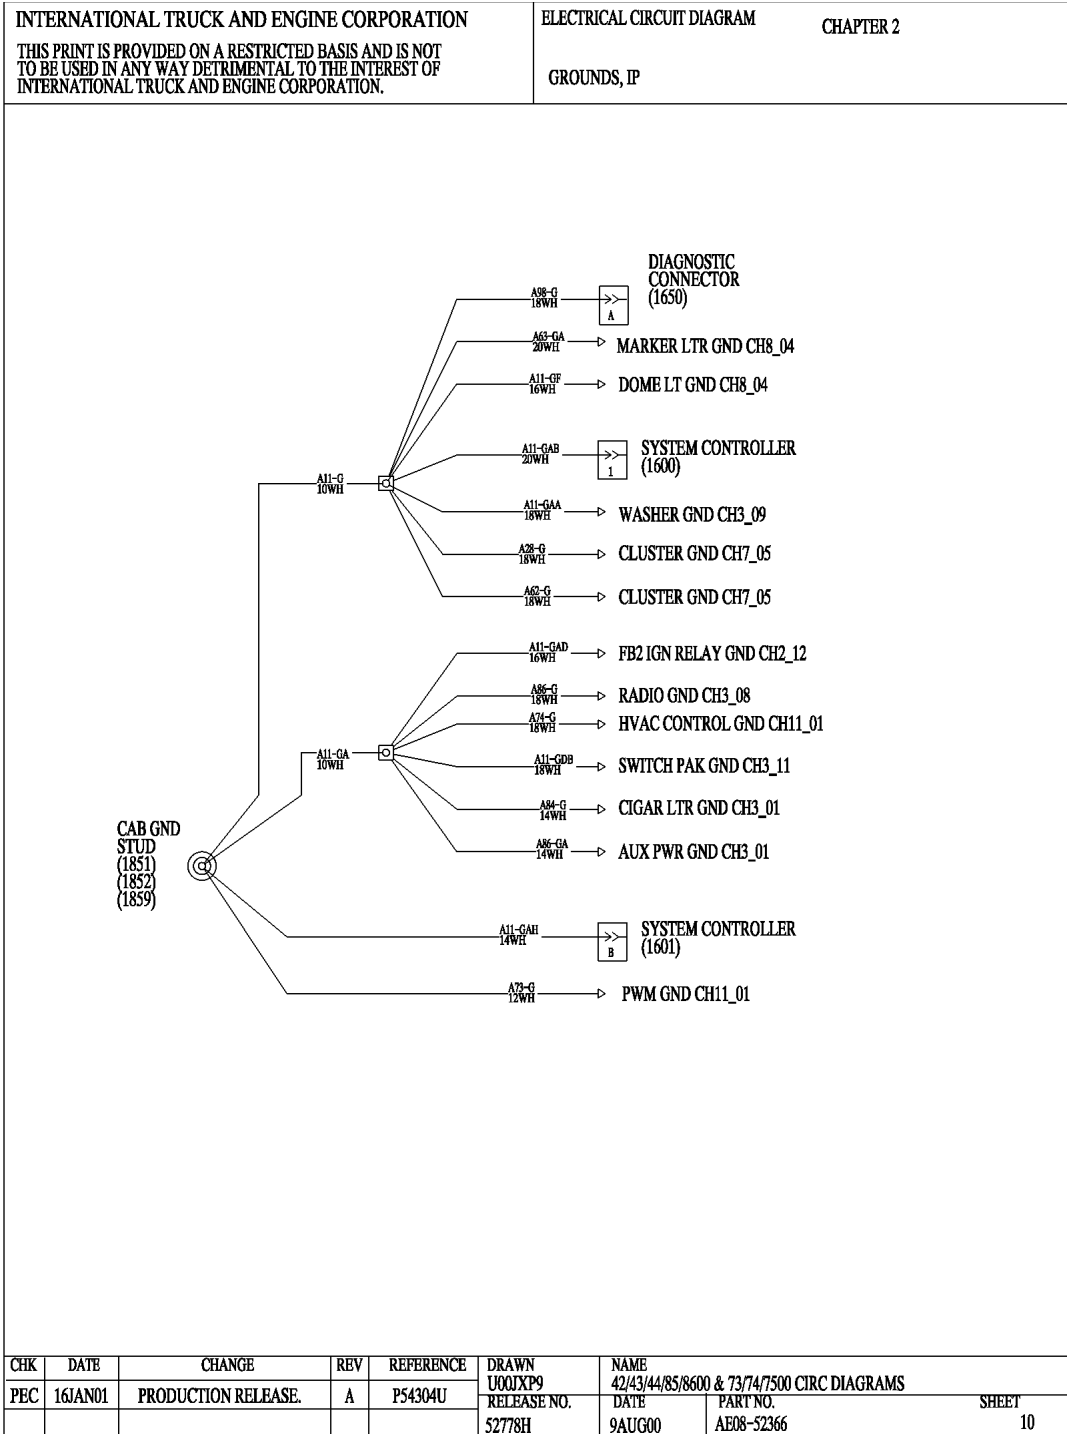 INTERNATIONAL TRUCK AND ENGINE CORPORATION
THIS PRINT IS PROVIDED ON A RESTRICTED BASIS AND IS NOT
TO BE USED IN ANY WAY DETRIMENTAL TO THE INTEREST OF
INTERNATIONAL TRUCK AND ENGINE CORPORATION.
ELECTRICAL CIRCUIT DIAGRAM
CHAPTER 2
GROUNDS, IP
DIAGNOSTIC
CONNECTOR
(1650)
A98-G
18WH
A
A63-GA
20WH
MARKER LTR GND CH8_04
A11-GF
16WH
DOME LT GND CH8_04
A11-GAB
20WH
1
SYSTEM CONTROLLER
(1600)
A11-G
10WH
A11-GAA
18WH
WASHER GND CH3_09
A28-G
18WH
CLUSTER GND CH7_05
A62-G
18WH
CLUSTER GND CH7_05
A11-GAD
16WH
FB2 IGN RELAY GND CH2_12
A86-G
18WH
RADIO GND CH3_08
A74-G
18WH
HVAC CONTROL GND CH11_01
A11-GA
10WH
A11-GDB
18WH
SWITCH PAK GND CH3_11
A84-G
14WH
CIGAR LTR GND CH3_01
A86-GA
14WH
AUX PWR GND CH3_01
CAB GND
STUD
(1851)
(1852)
(1859)
A11-GAH
14WH
B
SYSTEM CONTROLLER
(1601)
A73-G
12WH
PWM GND CH11_01
CHK DATE CHANGE REV REFERENCE
PEC 16JAN01 PRODUCTION RELEASE. A P54304U
DRAWN
U00JXP9
NAME
42/43/44/85/8600 & 73/74/7500 CIRC DIAGRAMS
RELEASE NO.
52778H
DATE
9AUG00
PART NO.
AE08-52366
SHEET
10